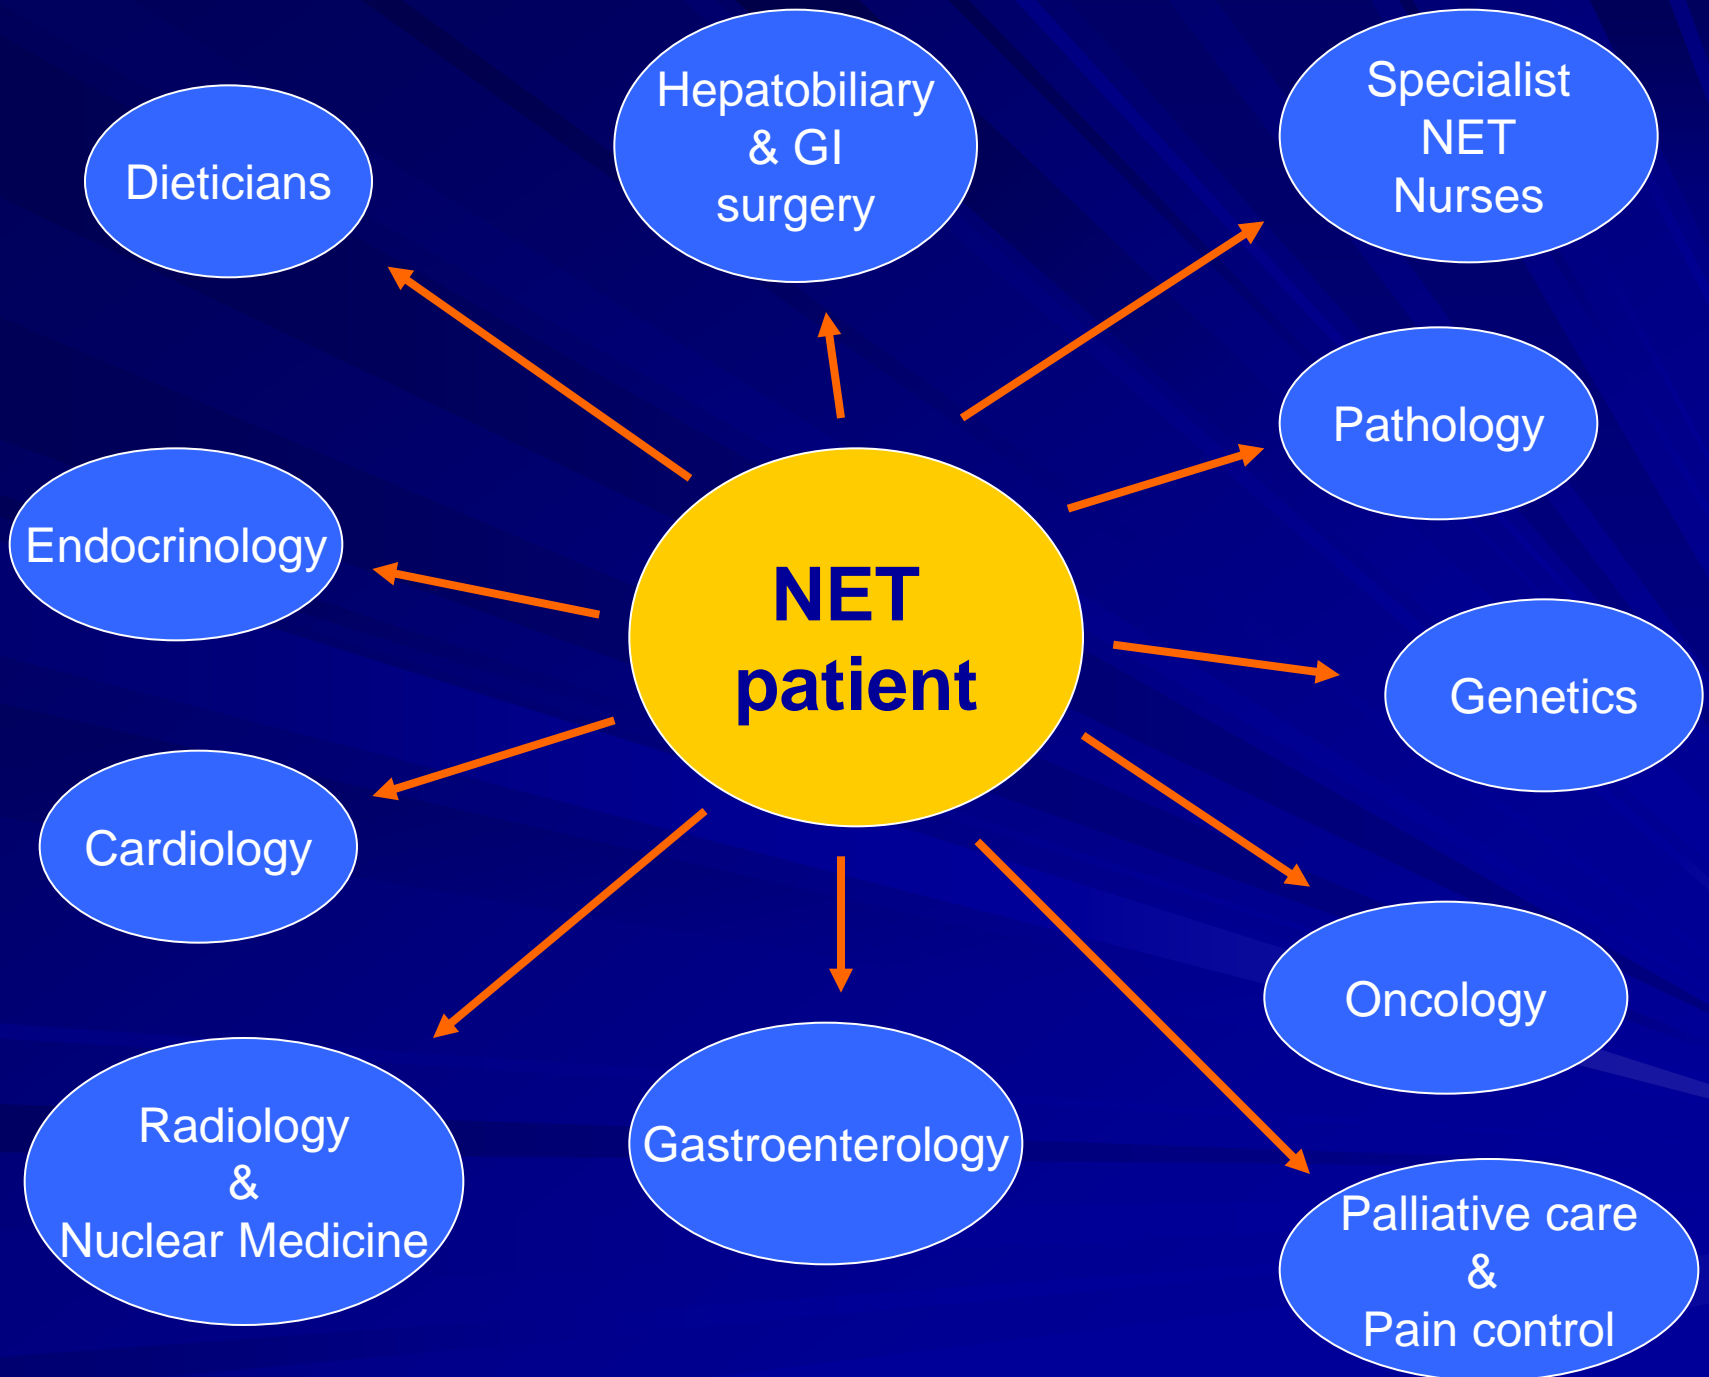 Hepatobiliary
& GI
surgery
Specialist
NET
Nurses
Dieticians
Pathology
Endocrinology
NET
patient
Genetics
Cardiology
Oncology
Radiology
&
Nuclear Medicine
Gastroenterology
Palliative care
&
Pain control